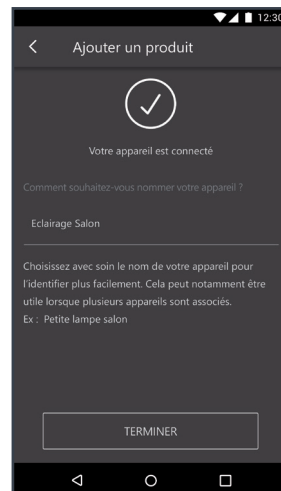 12:30
Ajouter un produit
Votre appareil est connecté
Comment souhaitez-vous nommer votre appareil ?
Eclairage Salon
Choisissez avec soin le nom de votre appareil pour
l'identifier plus facilement. Cela peut notamment être
utile lorsque plusieurs appareils sont associés.
Ex : Petite lampe salon
TERMINER